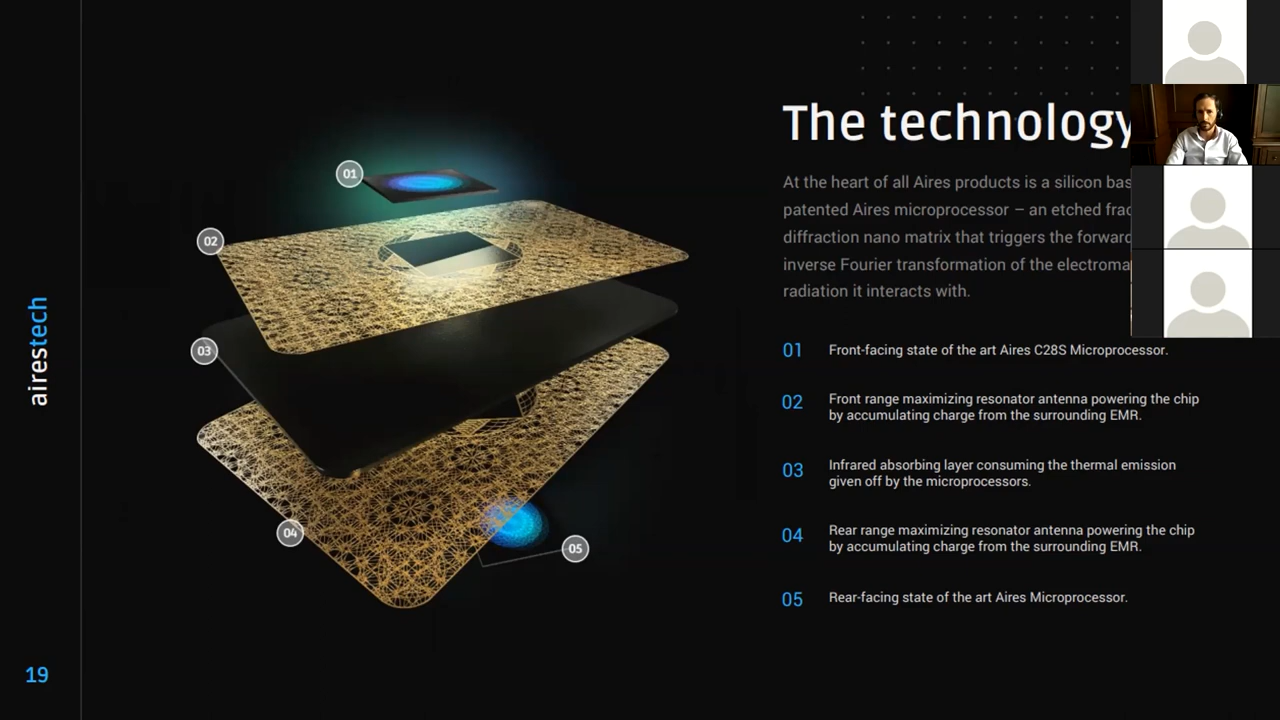 The technology
At the heart of all Aires products is a silicon
patented Aires microprocessor – an etched
diffraction nano matrix that triggers the forward
inverse Fourier transformation of the
radiation it interacts with.
01 Front-facing state of the art Aires C28S Microprocessor.
02 Front range maximizing resonator antenna powering the chip
by accumulating charge from the surrounding EMR.
03 Infrared absorbing layer consuming the thermal emission
given off by the microprocessors.
04 Rear range maximizing resonator antenna powering the chip
by accumulating charge from the surrounding EMR.
05 Rear-facing state of the art Aires Microprocessor.
01
02
03
04
05
airestech
19